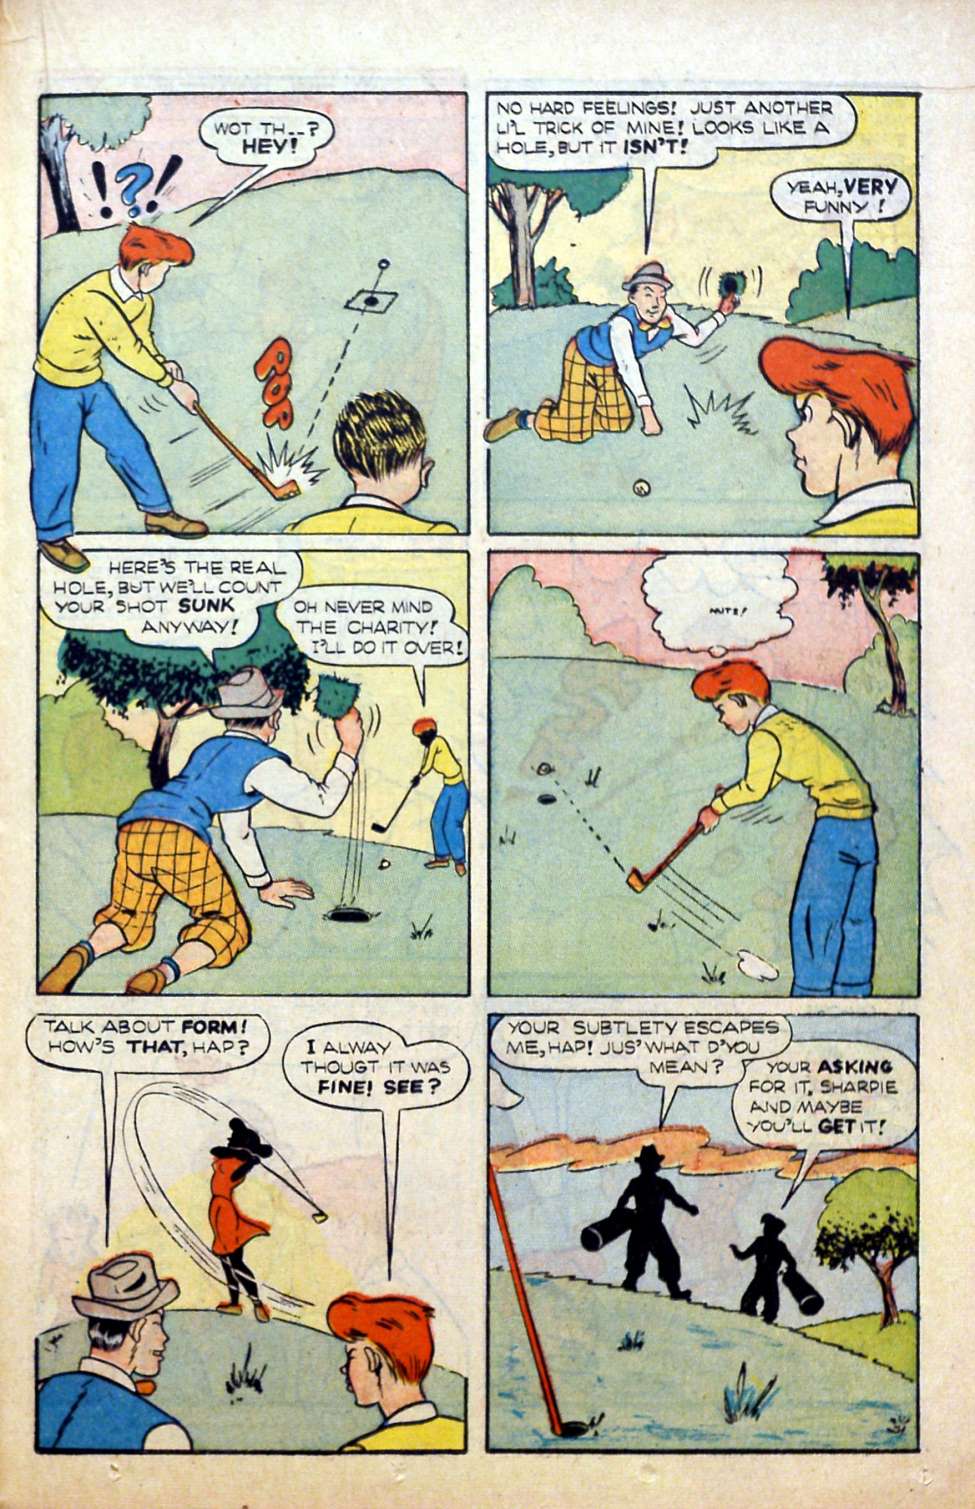 WOT TH..?
HEY!
!?!
POP
NO HARD FEELINGS! JUST ANOTHER
LI'L TRICK OF MINE! LOOKS LIKE A
HOLE, BUT IT ISN'T!
YEAH, VERY
FUNNY!
HERE'S THE REAL
HOLE, BUT WE'LL COUNT
YOUR SHOT SUNK
ANYWAY!
OH NEVER MIND
THE CHARITY!
I'LL DO IT OVER!
NUTS!
TALK ABOUT FORM!
HOW'S THAT, HAP?
I ALWAY
THOUGT IT WAS
FINE! SEE?
YOUR SUBTLETY ESCAPES
ME, HAP! JUS' WHAT D'YOU
MEAN?
YOUR ASKING
FOR IT, SHARPIE
AND MAYBE
YOU'LL GET IT!